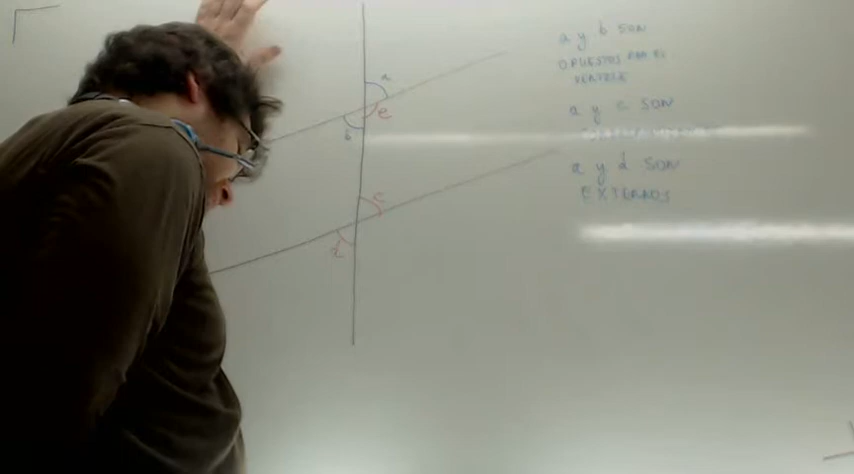 a
e
b
c
d
a y b SON
OPUESTOS POR EL
VERTICE
a y c SON
a y d SON
EXTERNOS